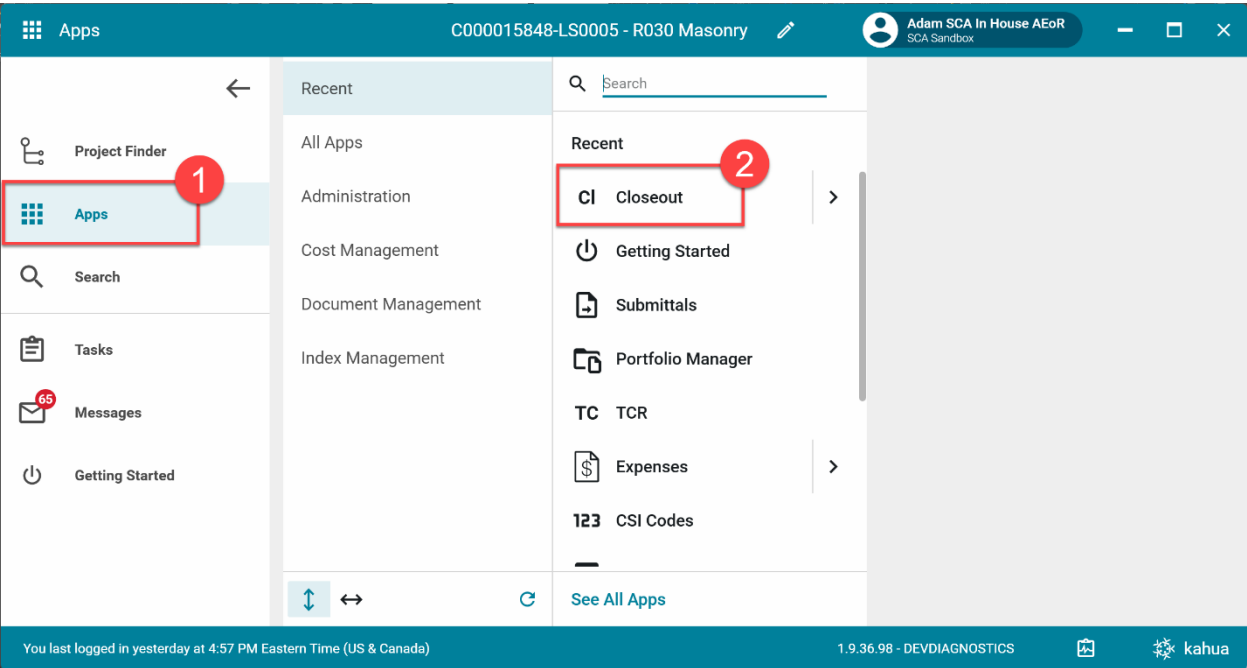 Apps
C000015848-LS0005 - R030 Masonry
Adam SCA In House AEoR
SCA Sandbox
Project Finder
1
Apps
Search
Tasks
65
Messages
Getting Started
Recent
All Apps
Administration
Cost Management
Document Management
Index Management
Search
Recent
2
Cl Closeout
Getting Started
Submittals
Portfolio Manager
TC TCR
$ Expenses
123 CSI Codes
See All Apps
You last logged in yesterday at 4:57 PM Eastern Time (US & Canada)
1.9.36.98 - DEVDIAGNOSTICS
kahua